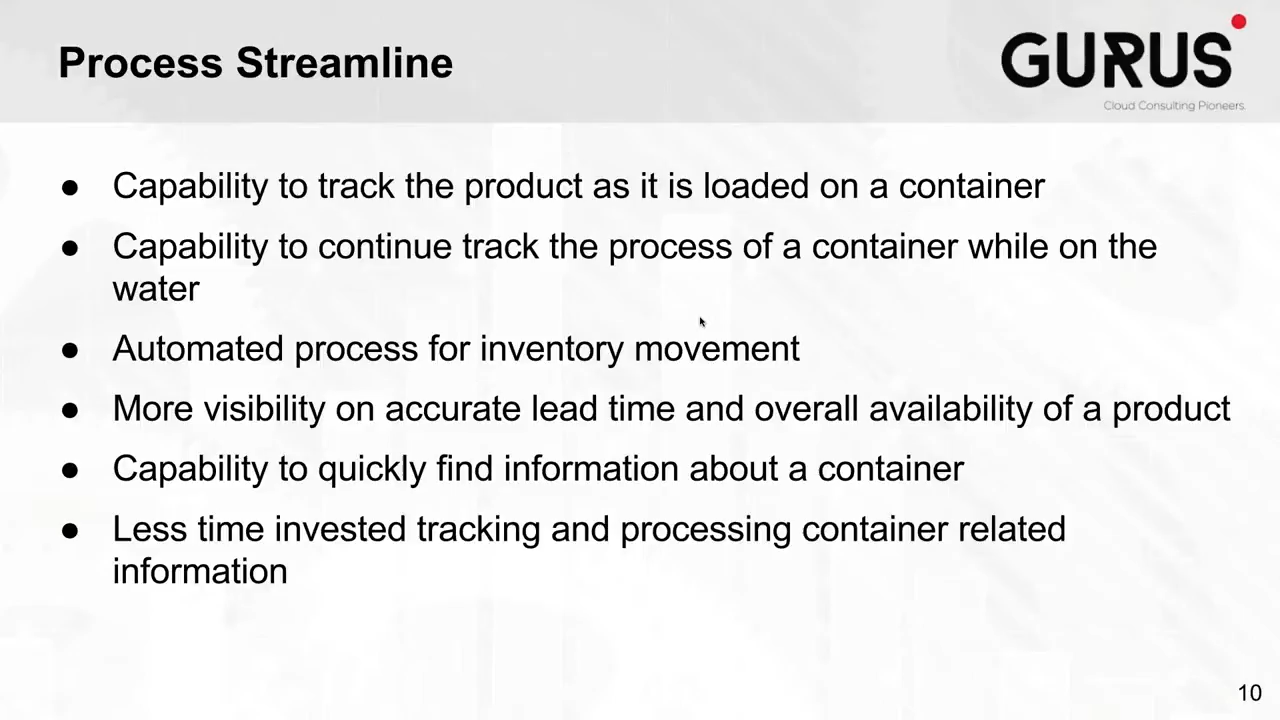 Process Streamline
GURUS
Cloud Consulting Pioneers.
● Capability to track the product as it is loaded on a container
● Capability to continue track the process of a container while on the
water
● Automated process for inventory movement
● More visibility on accurate lead time and overall availability of a product
● Capability to quickly find information about a container
● Less time invested tracking and processing container related
information
10